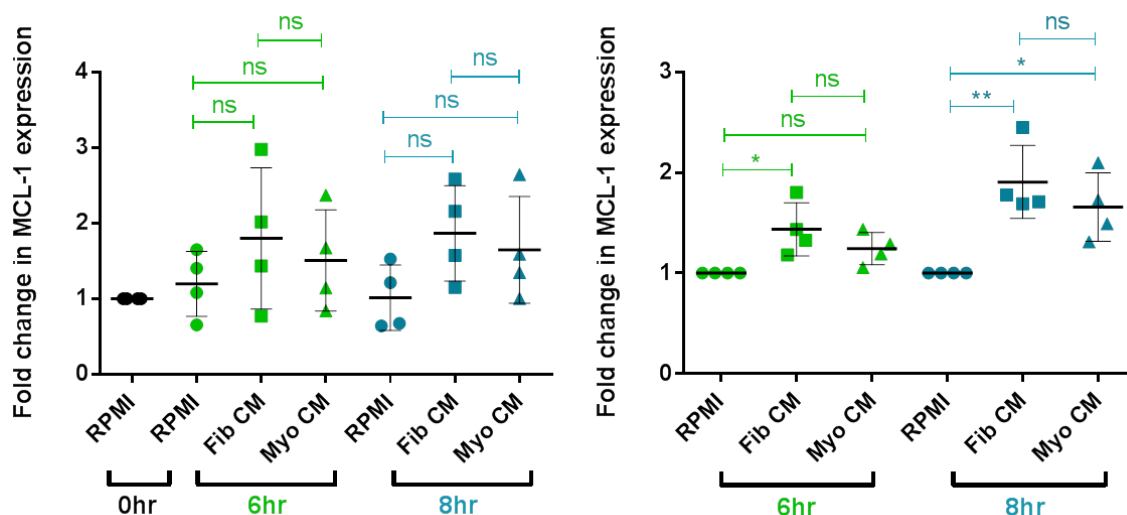 Fold change in MCL-1 expression
4
3
2
1
0
ns
ns
ns
ns
ns
ns
RPMI
RPMI
Fib CM
Myo CM
RPMI
Fib CM
Myo CM
0hr
6hr
8hr
Fold change in MCL-1 expression
3
2
1
0
ns
ns
*
ns
*
**
RPMI
Fib CM
Myo CM
RPMI
Fib CM
Myo CM
6hr
8hr